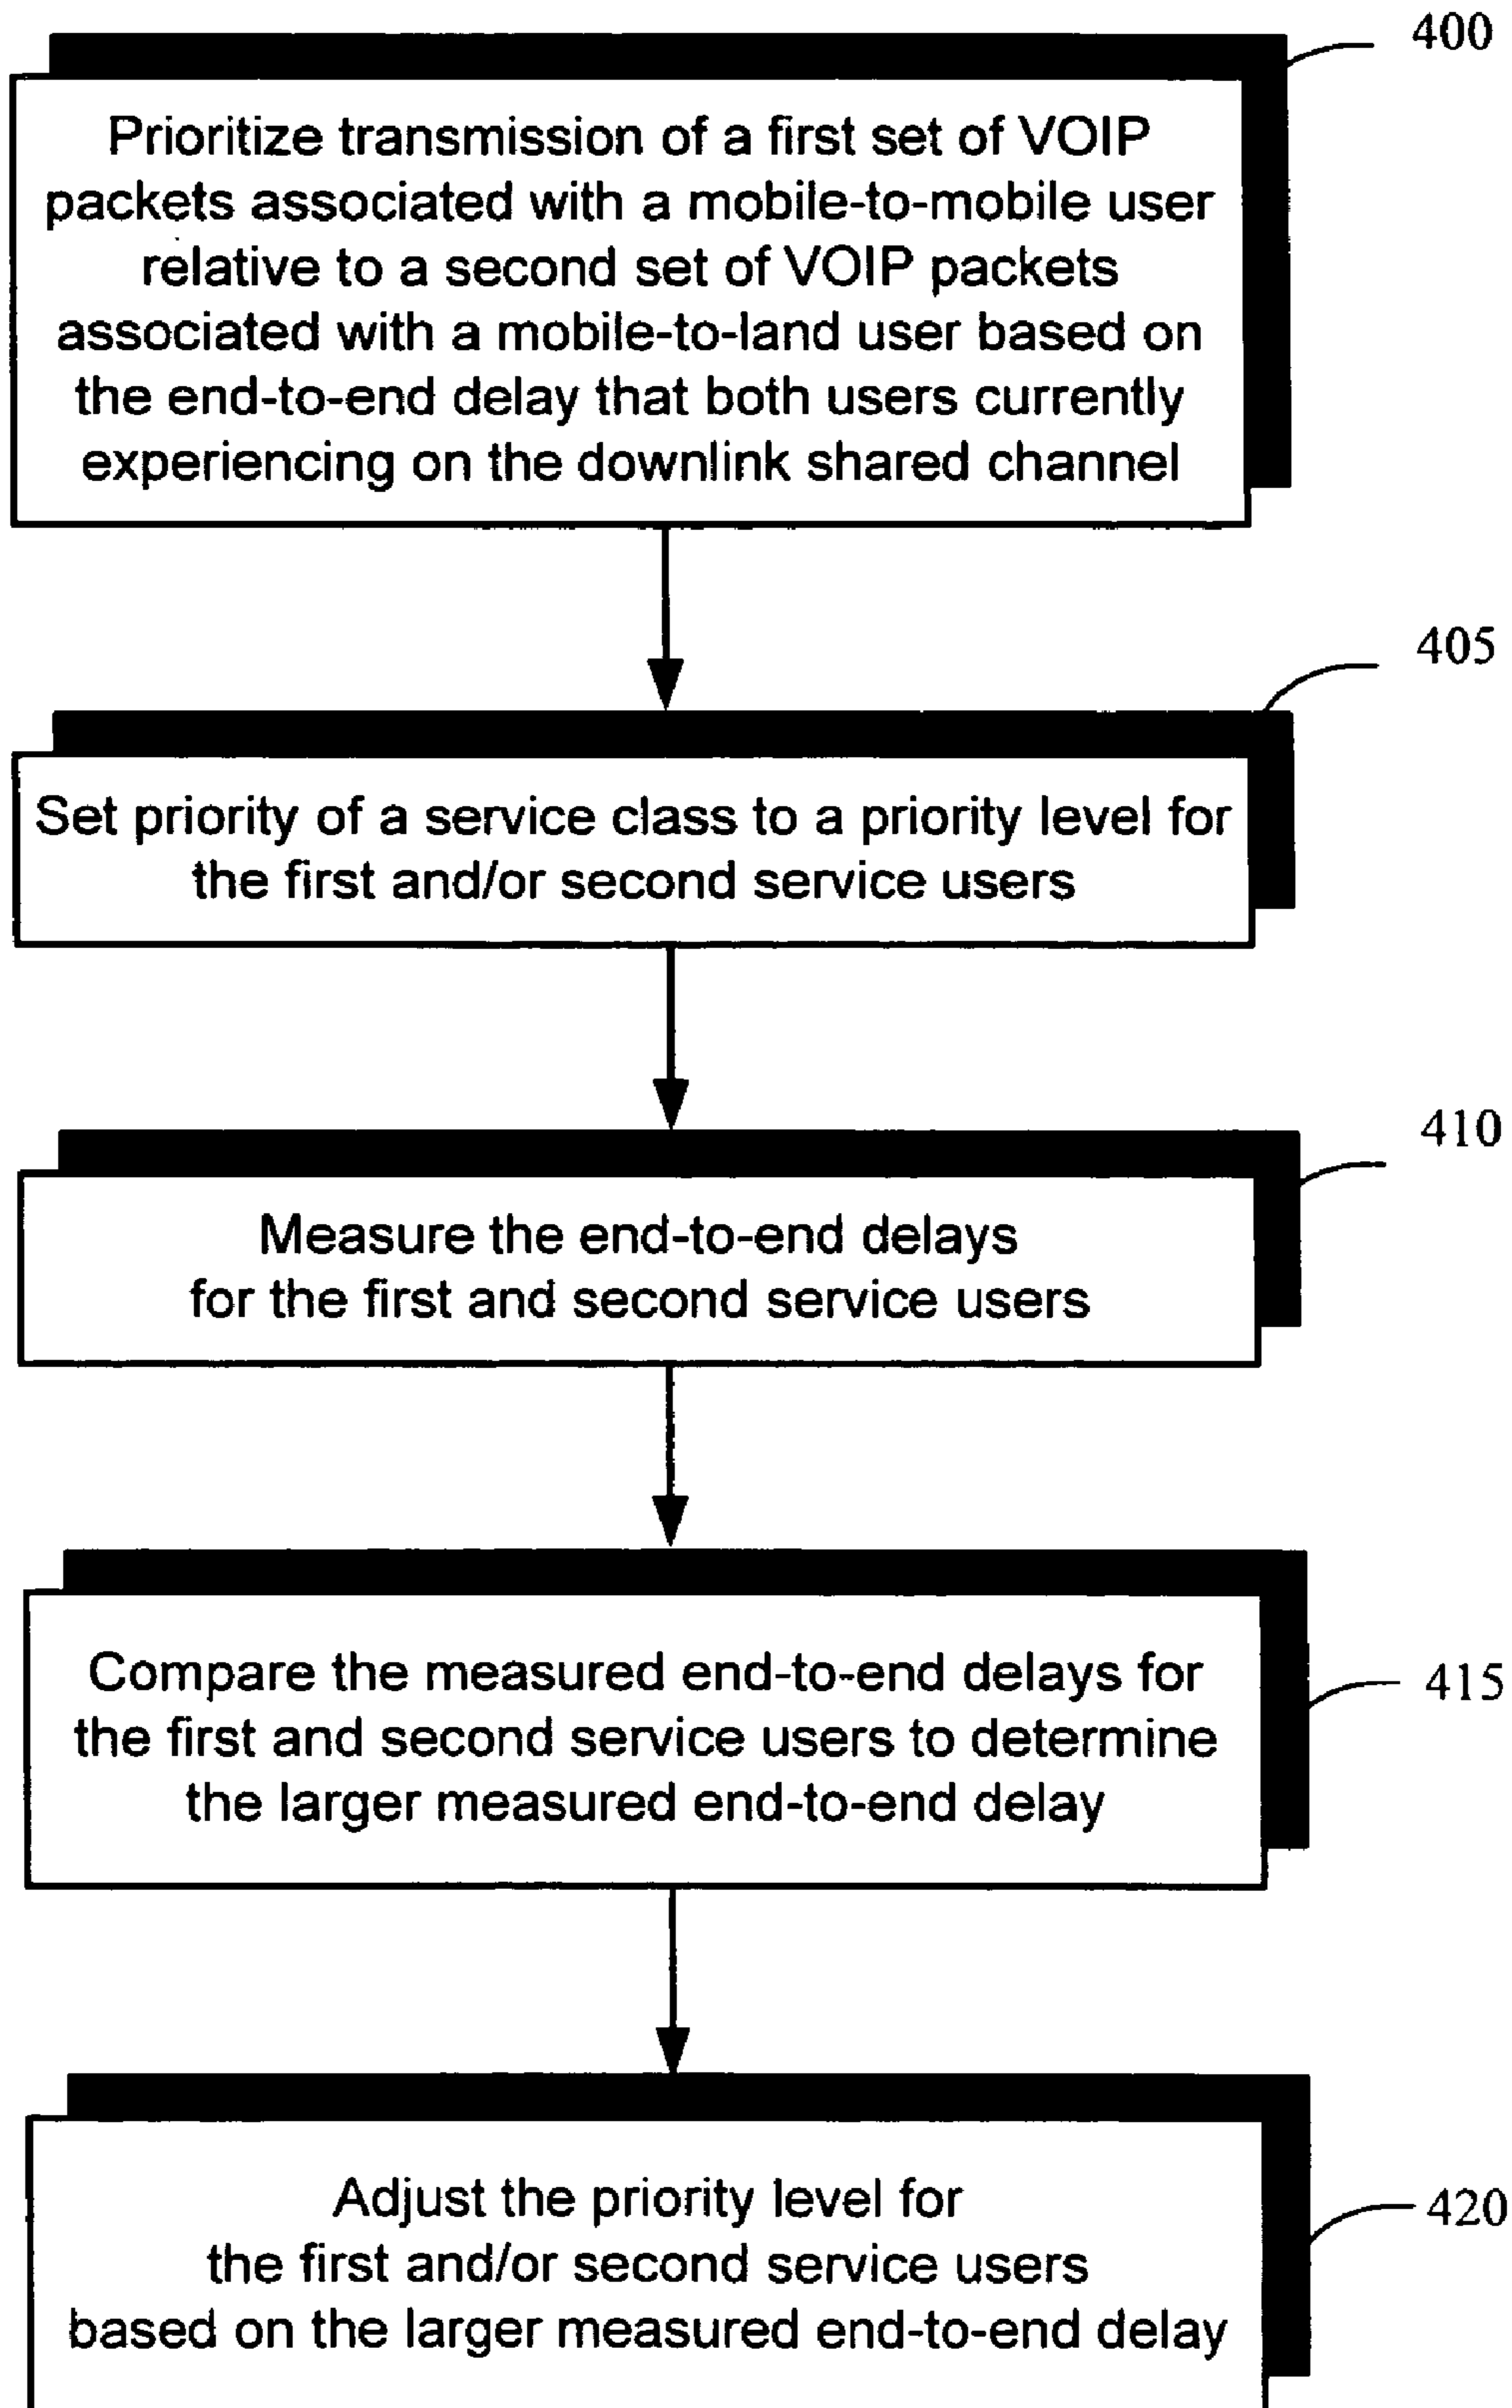 400
Prioritize transmission of a first set of VOIP
packets associated with a mobile-to-mobile user
relative to a second set of VOIP packets
associated with a mobile-to-land user based on
the end-to-end delay that both users currently
experiencing on the downlink shared channel
405
Set priority of a service class to a priority level for
the first and/or second service users
410
Measure the end-to-end delays
for the first and second service users
Compare the measured end-to-end delays for
415
the first and second service users to determine
the larger measured end-to-end delay
Adjust the priority level for
420
the first and/or second service users
based on the larger measured end-to-end delay